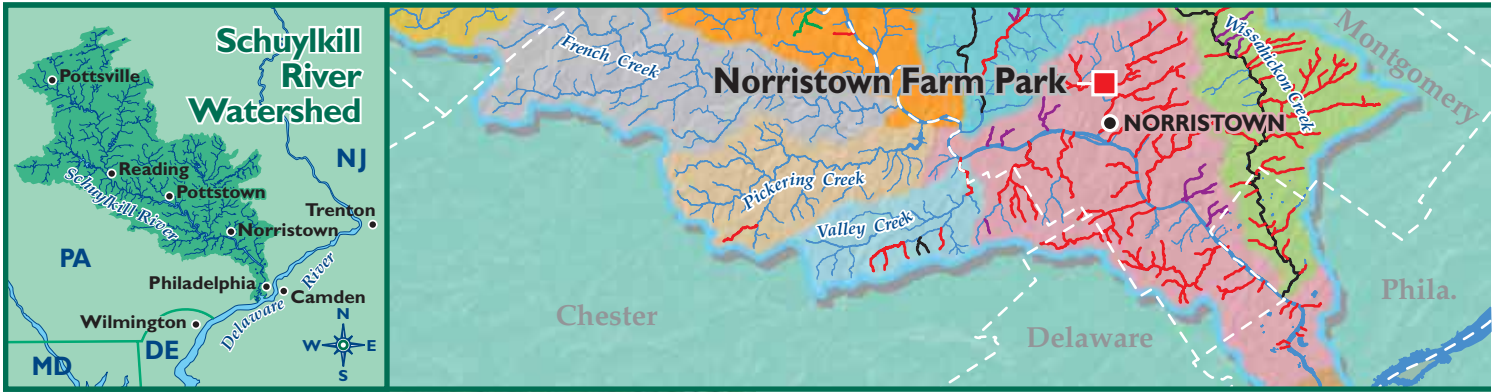 Schuylkill
River
Watershed
Pottsville
NJ
Reading
Pottstown
Schuylkill River
Trenton
Norristown
PA
Philadelphia
Camden
Delaware River
Wilmington
N
W E
S
MD
DE
French Creek
Wissahickon Creek
Montgomery
Norristown Farm Park
NORRISTOWN
Pickering Creek
Valley Creek
Chester
Delaware
Phila.